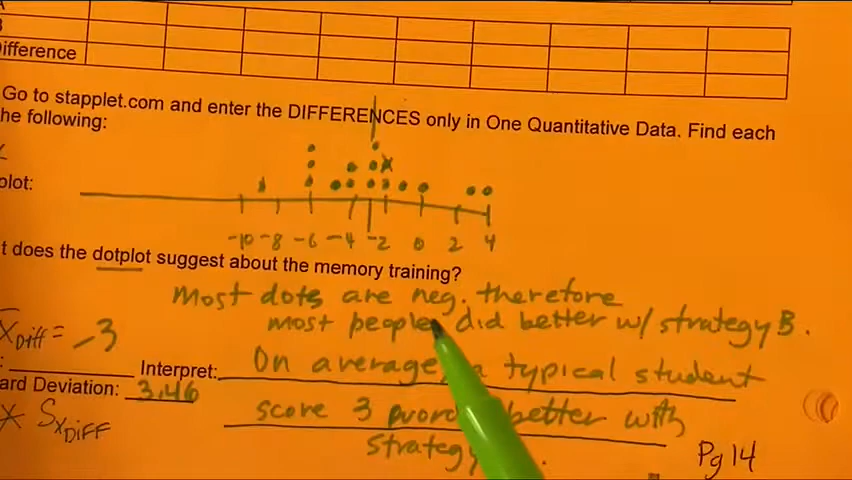 ifference
Go to stapplet.com and enter the DIFFERENCES only in One Quantitative Data. Find each
he following:
plot:
-10 -8 -6 -4 -2 0 2 4
t does the dotplot suggest about the memory training?
Most dots are neg. therefore
most people did better w/ strategy B.
x̄Diff = -3
: Interpret: On average, a typical student
ard Deviation: 3.46
score 3 words better with
* SxDIFF
strategy
Pg 14